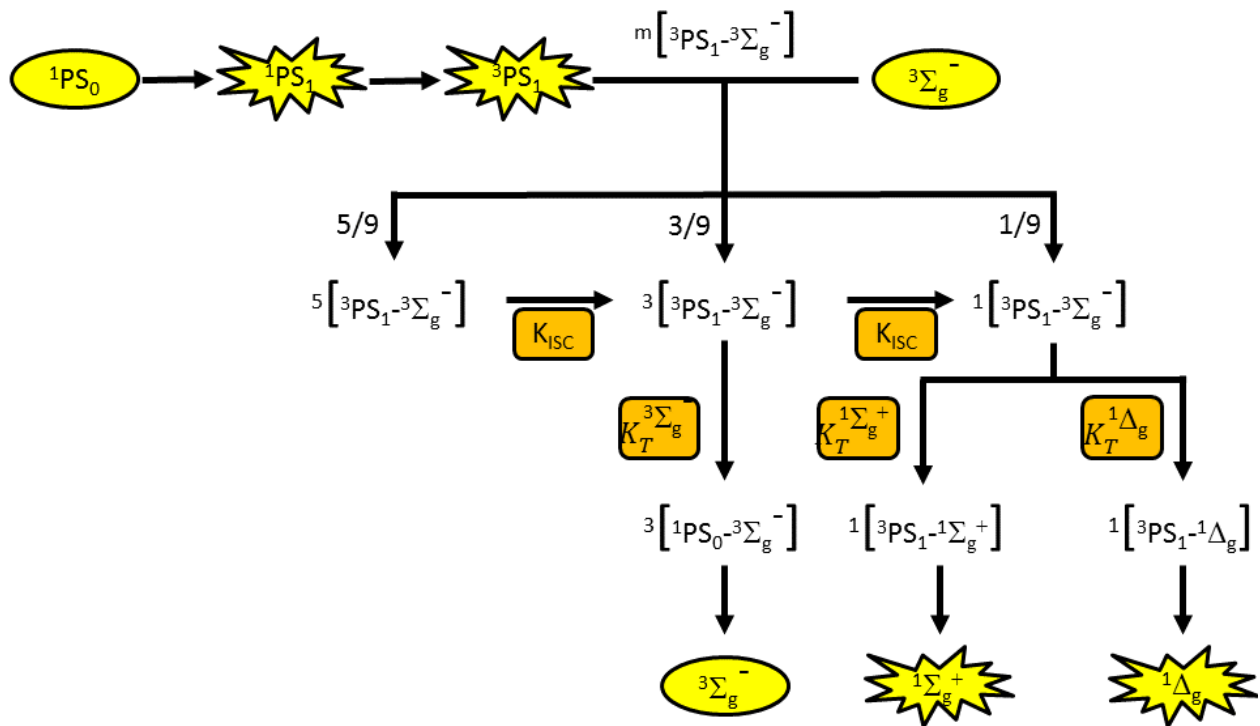 m[³PS₁-³Σg⁻]
¹PS₀
¹PS₁
³PS₁
³Σg⁻
5/9
3/9
1/9
⁵[³PS₁-³Σg⁻]
³[³PS₁-³Σg⁻]
¹[³PS₁-³Σg⁻]
K_ISC
K_ISC
K_T ³Σg⁻
K_T ¹Σg⁺
K_T ¹Δg
³[¹PS₀-³Σg⁻]
¹[³PS₁-¹Σg⁺]
¹[³PS₁-¹Δg]
³Σg⁻
¹Σg⁺
¹Δg